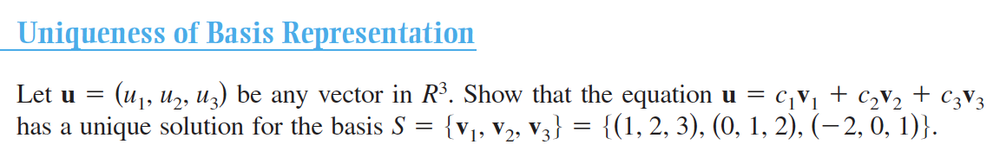 Uniqueness of Basis Representation
Let u = (u₁, u₂, u₃) be any vector in R³. Show that the equation u = c₁v₁ + c₂v₂ + c₃v₃
has a unique solution for the basis S = {v₁, v₂, v₃} = {(1, 2, 3), (0, 1, 2), (−2, 0, 1)}.